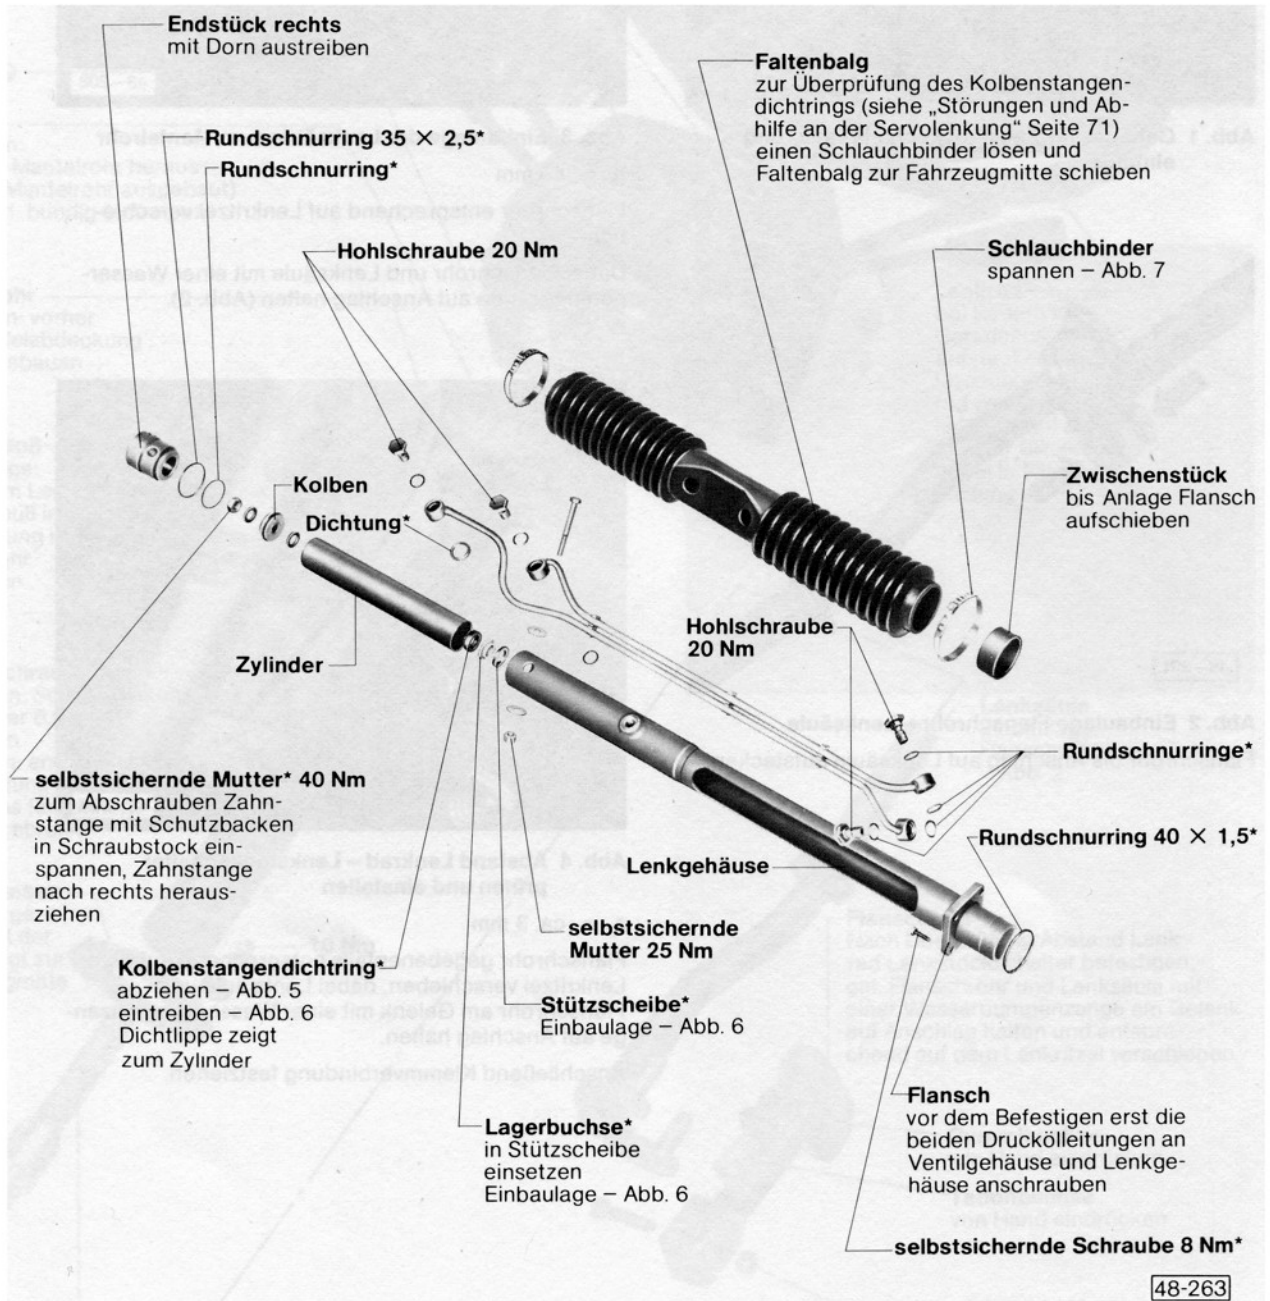 Endstück rechts
mit Dorn austreiben
Faltenbalg
zur Überprüfung des Kolbenstangen-
dichtrings (siehe „Störungen und Ab-
hilfe an der Servolenkung" Seite 71)
einen Schlauchbinder lösen und
Faltenbalg zur Fahrzeugmitte schieben
Rundschnurring 35 × 2,5*
Rundschnurring*
Hohlschraube 20 Nm
Schlauchbinder
spannen – Abb. 7
Kolben
Dichtung*
Zwischenstück
bis Anlage Flansch
aufschieben
Zylinder
Hohlschraube
20 Nm
Rundschnurringe*
selbstsichernde Mutter* 40 Nm
zum Abschrauben Zahn-
stange mit Schutzbacken
in Schraubstock ein-
spannen, Zahnstange
nach rechts heraus-
ziehen
Rundschnurring 40 × 1,5*
Lenkgehäuse
selbstsichernde
Mutter 25 Nm
Kolbenstangendichtring*
abziehen – Abb. 5
eintreiben – Abb. 6
Dichtlippe zeigt
zum Zylinder
Stützscheibe*
Einbaulage – Abb. 6
Lagerbuchse*
in Stützscheibe
einsetzen
Einbaulage – Abb. 6
Flansch
vor dem Befestigen erst die
beiden Druckölleitungen an
Ventilgehäuse und Lenkge-
häuse anschrauben
selbstsichernde Schraube 8 Nm*
48-263